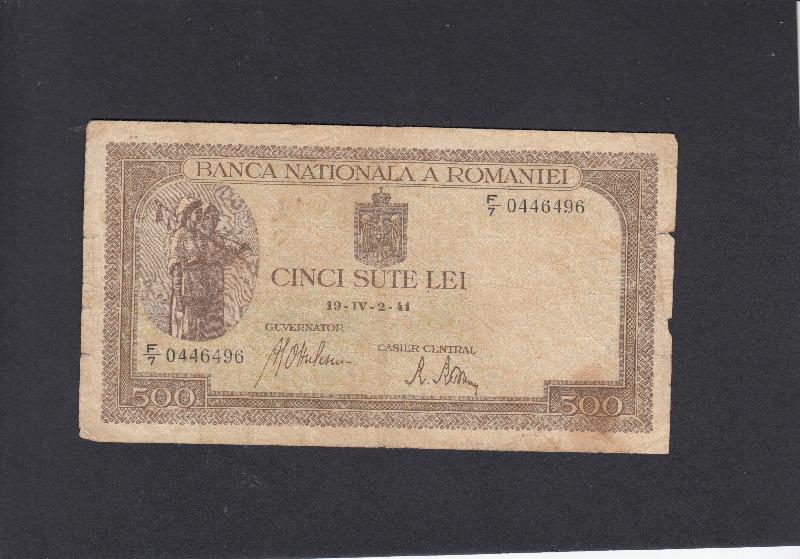 BANCA NATIONALA A ROMANIEI
F/7 0446496
CINCI SUTE LEI
19-IV-2-41
GUVERNATOR
CASIER CENTRAL
F/7 0446496
500
500